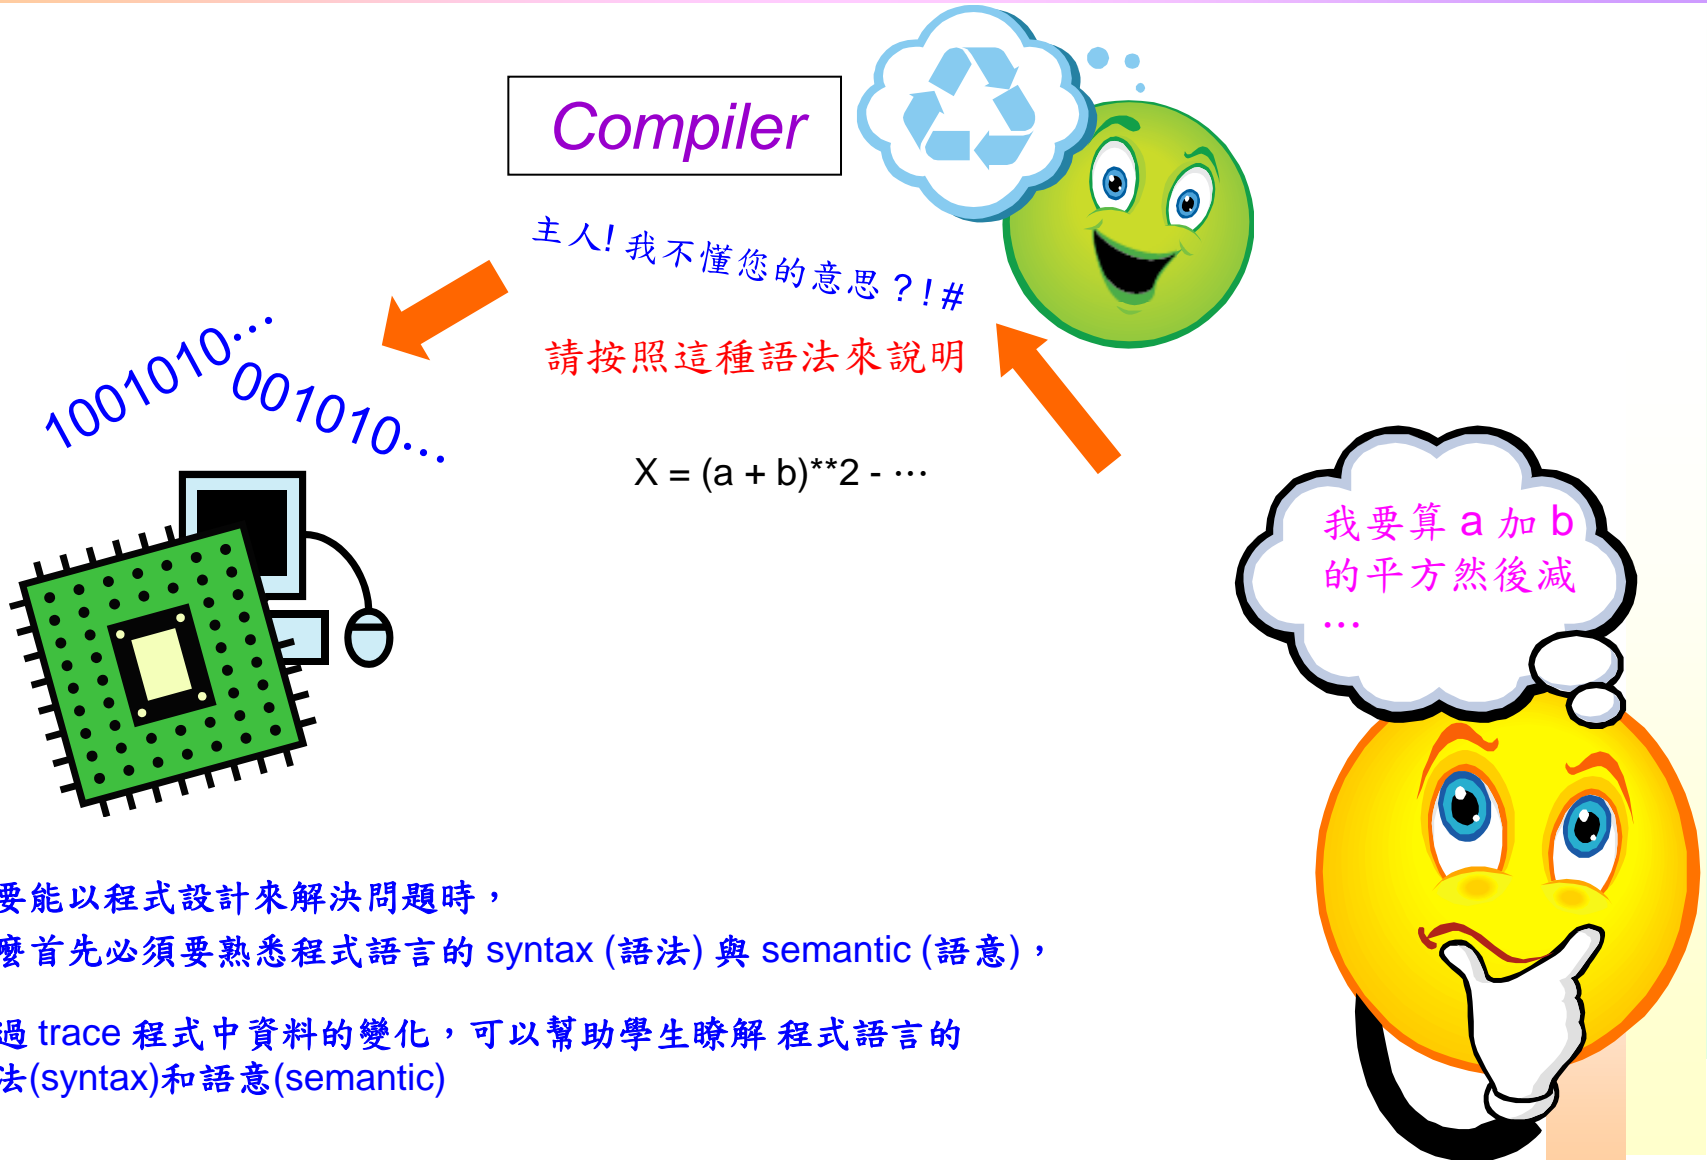 Compiler
主人! 我不懂您的意思?!#
請按照這種語法來說明
1001010…
001010…
X = (a + b)**2 - …
我要算 a 加 b
的平方然後減
…
要能以程式設計來解決問題時，
麼首先必須要熟悉程式語言的 syntax (語法) 與 semantic (語意)，
過 trace 程式中資料的變化，可以幫助學生瞭解 程式語言的
法(syntax)和語意(semantic)